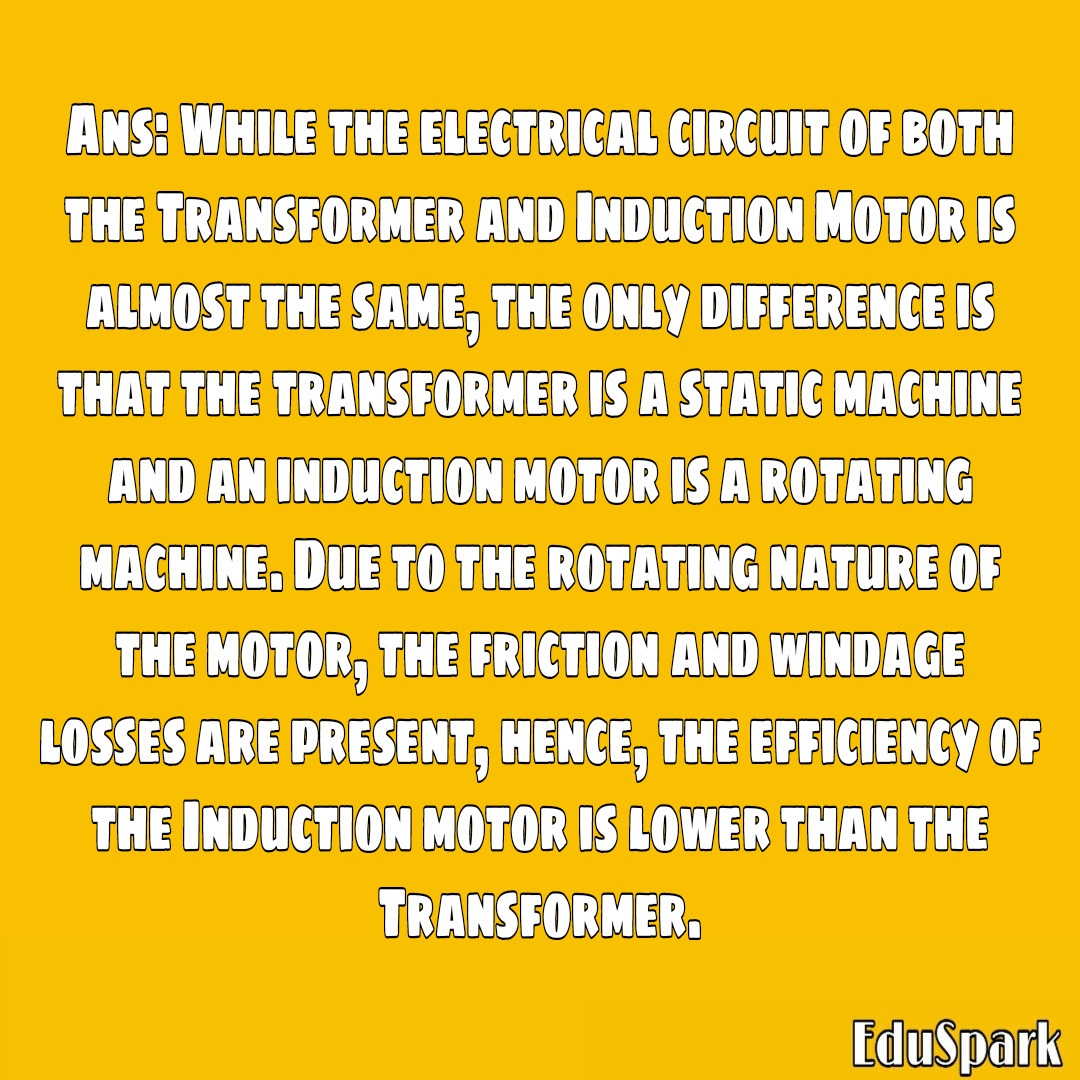 Ans: While the electrical circuit of both
the Transformer and Induction Motor is
almost the same, the only difference is
that the transformer is a static machine
and an induction motor is a rotating
machine. Due to the rotating nature of
the motor, the friction and windage
losses are present, hence, the efficiency of
the Induction motor is lower than the
Transformer.
EduSpark